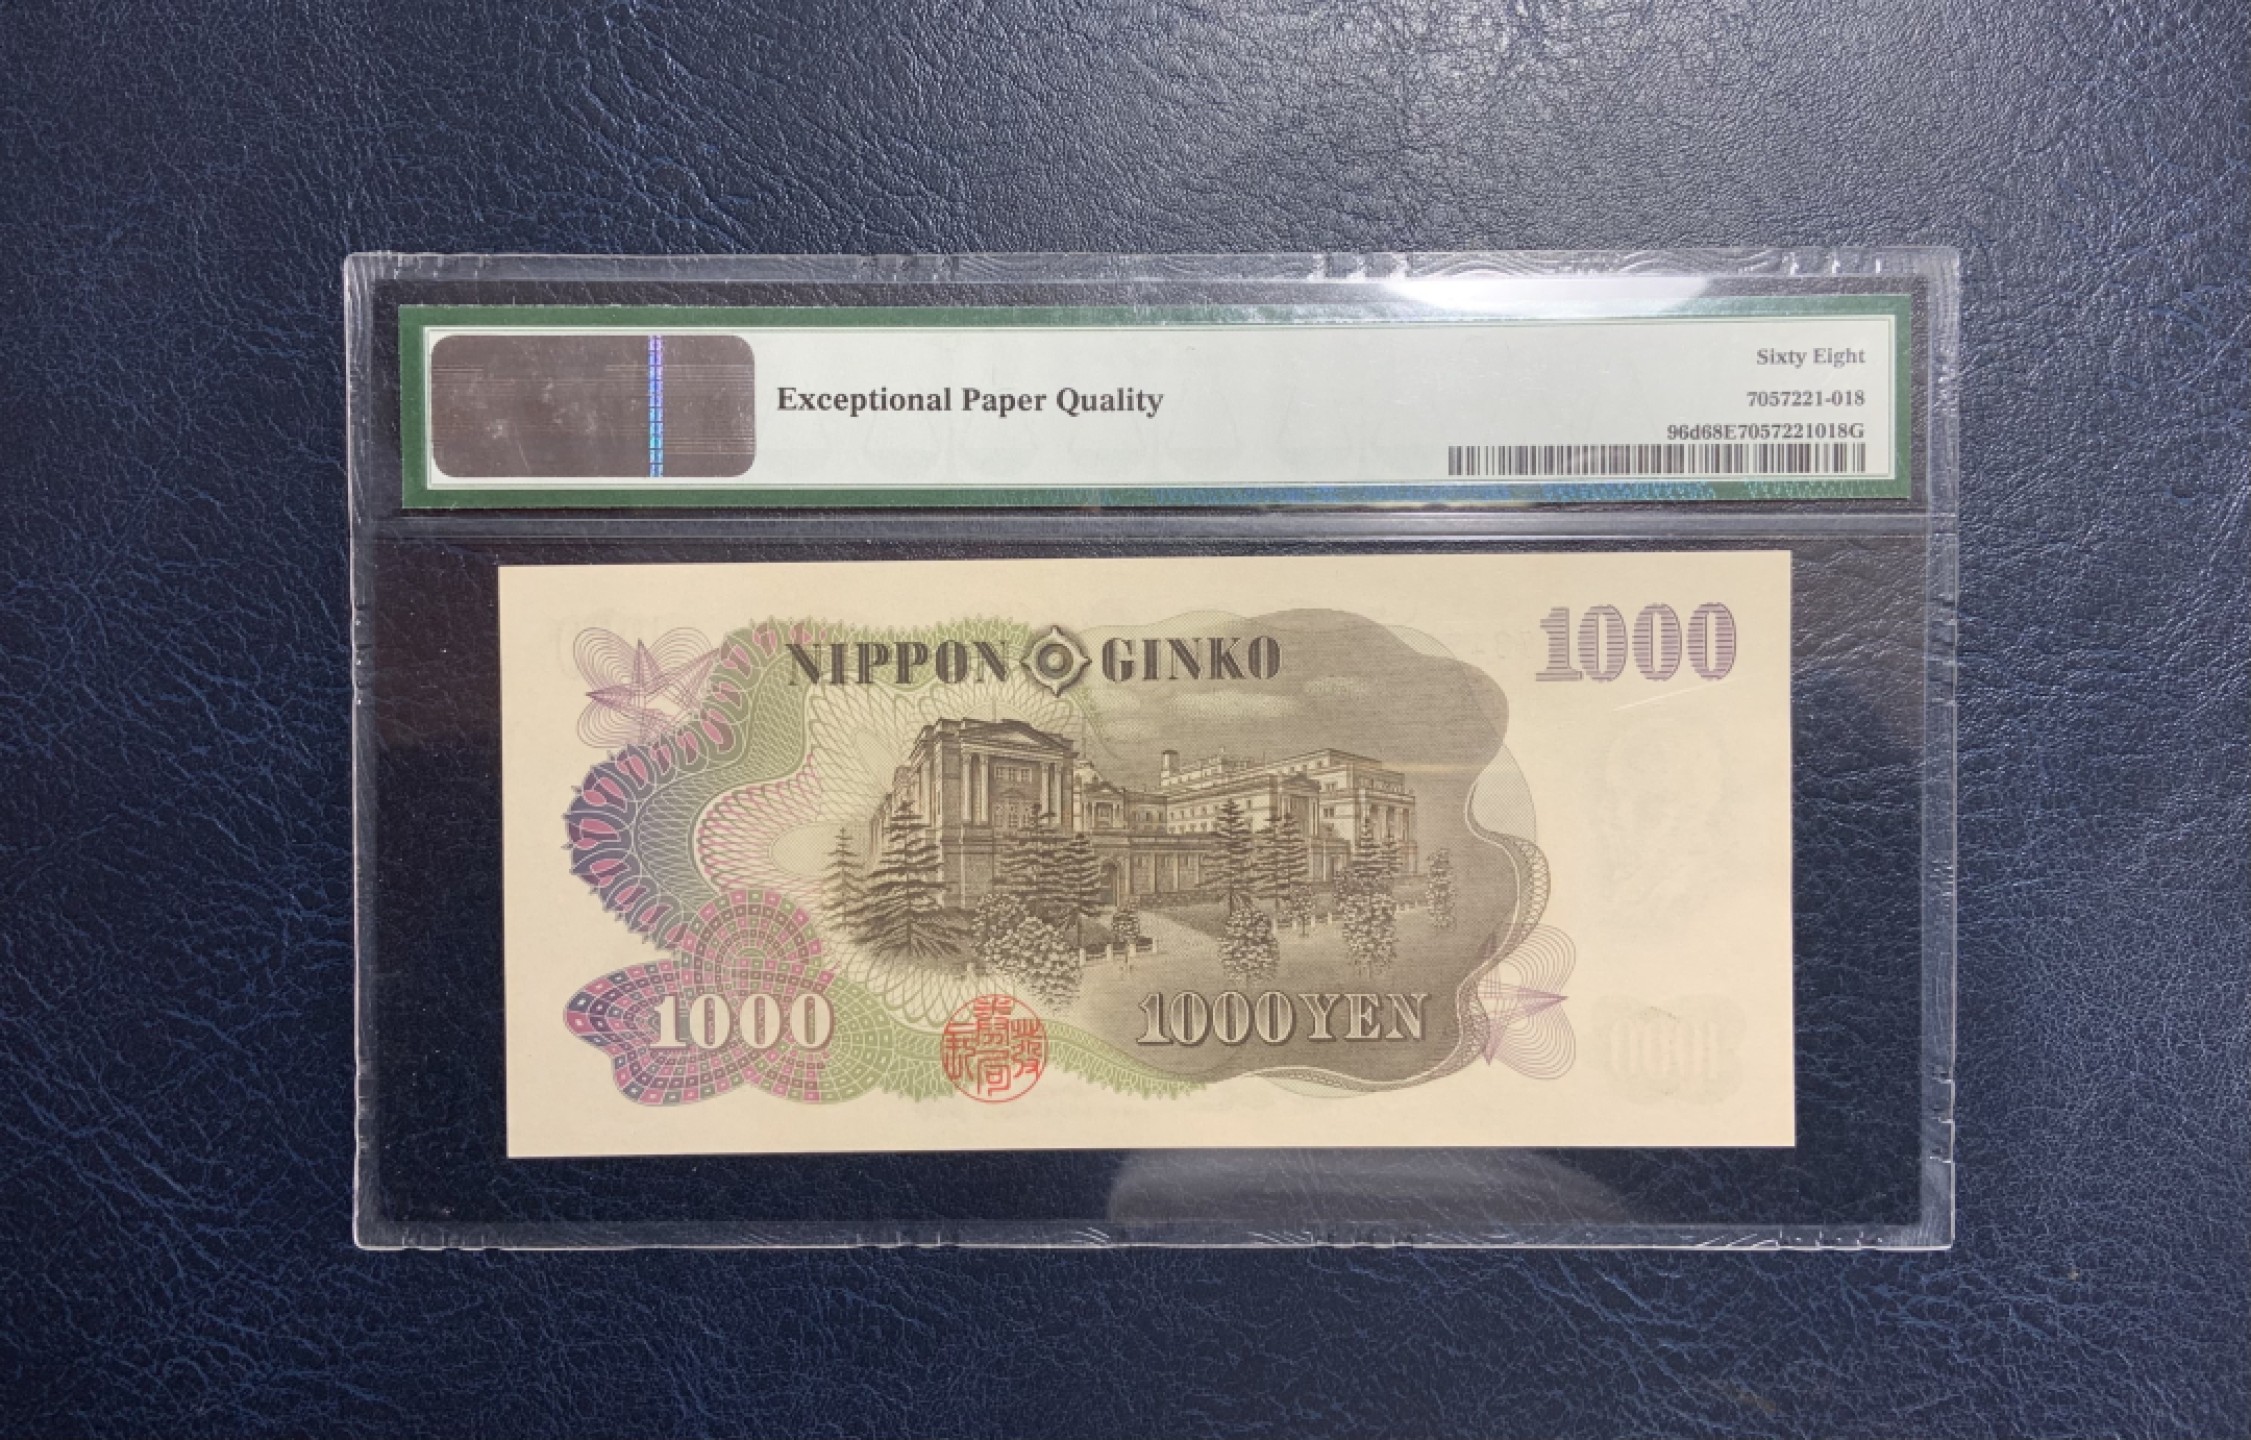 Exceptional Paper Quality
Sixty Eight
7057221-018
96d68E7057221018G
NIPPON GINKO
1000
1000
1000 YEN